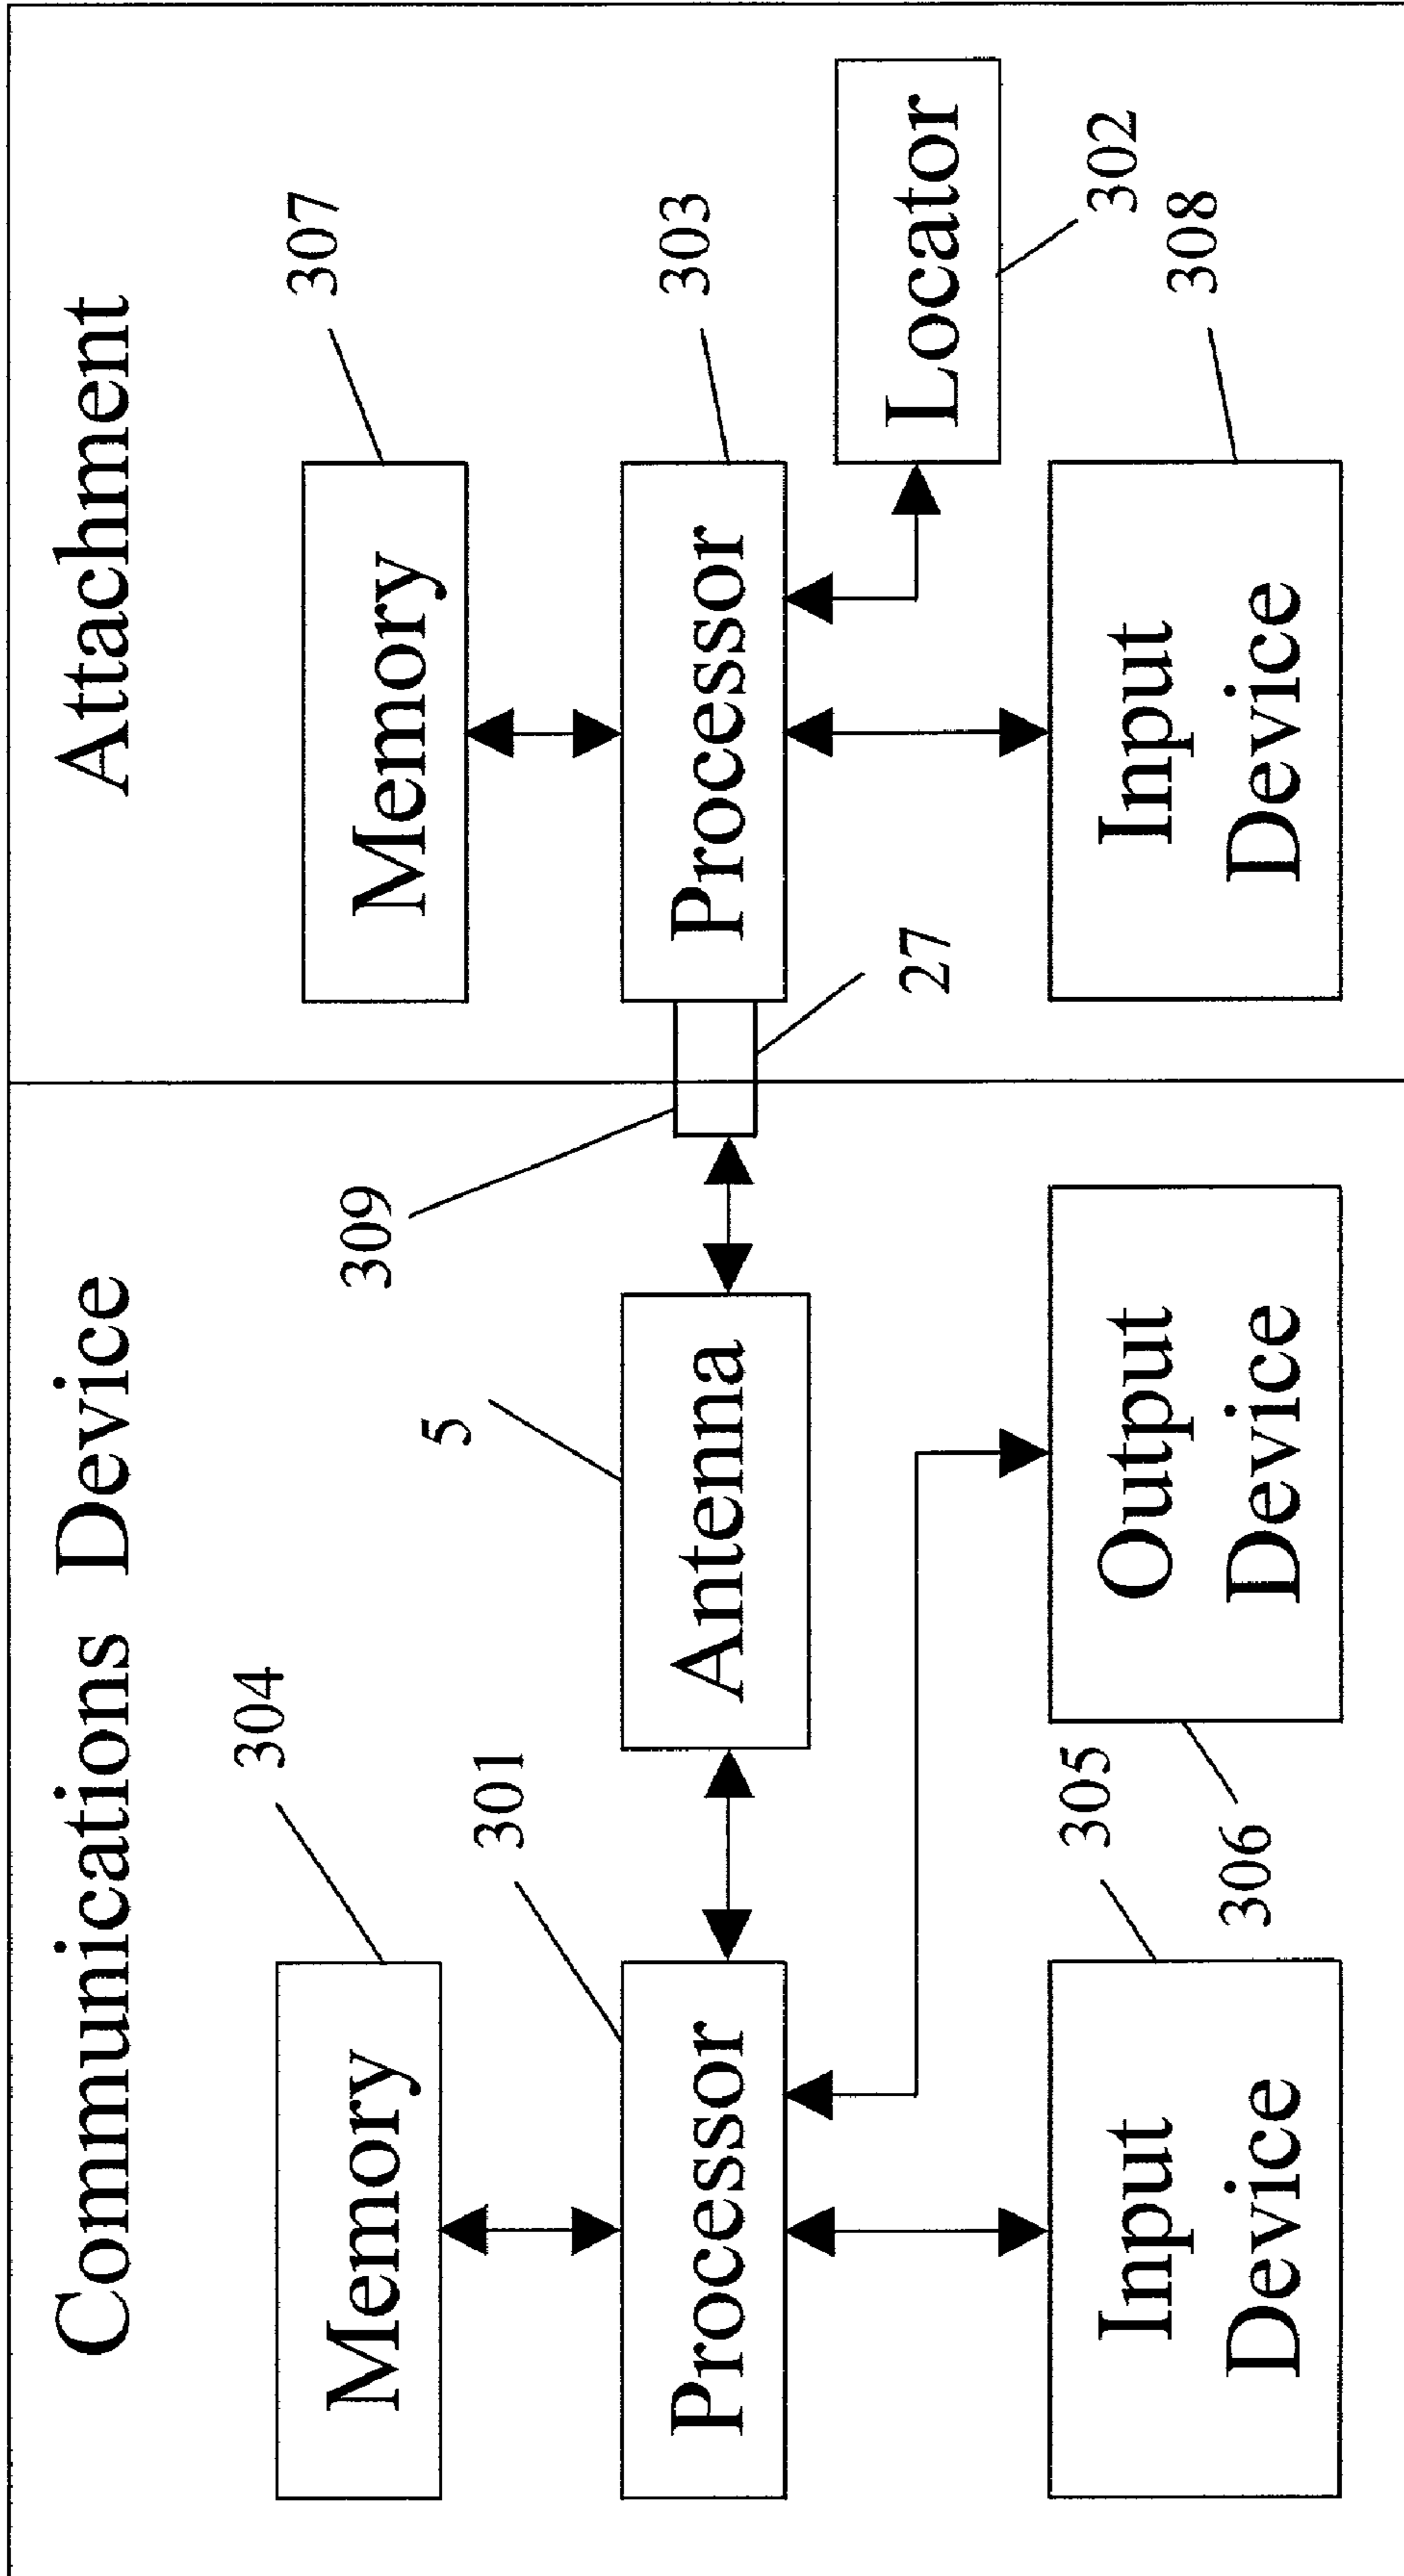 Communications Device
304
Memory
301
Processor
5
Antenna
309
305
Input
Device
306
Output
Device
Attachment
307
Memory
303
Processor
27
Locator
302
308
Input
Device